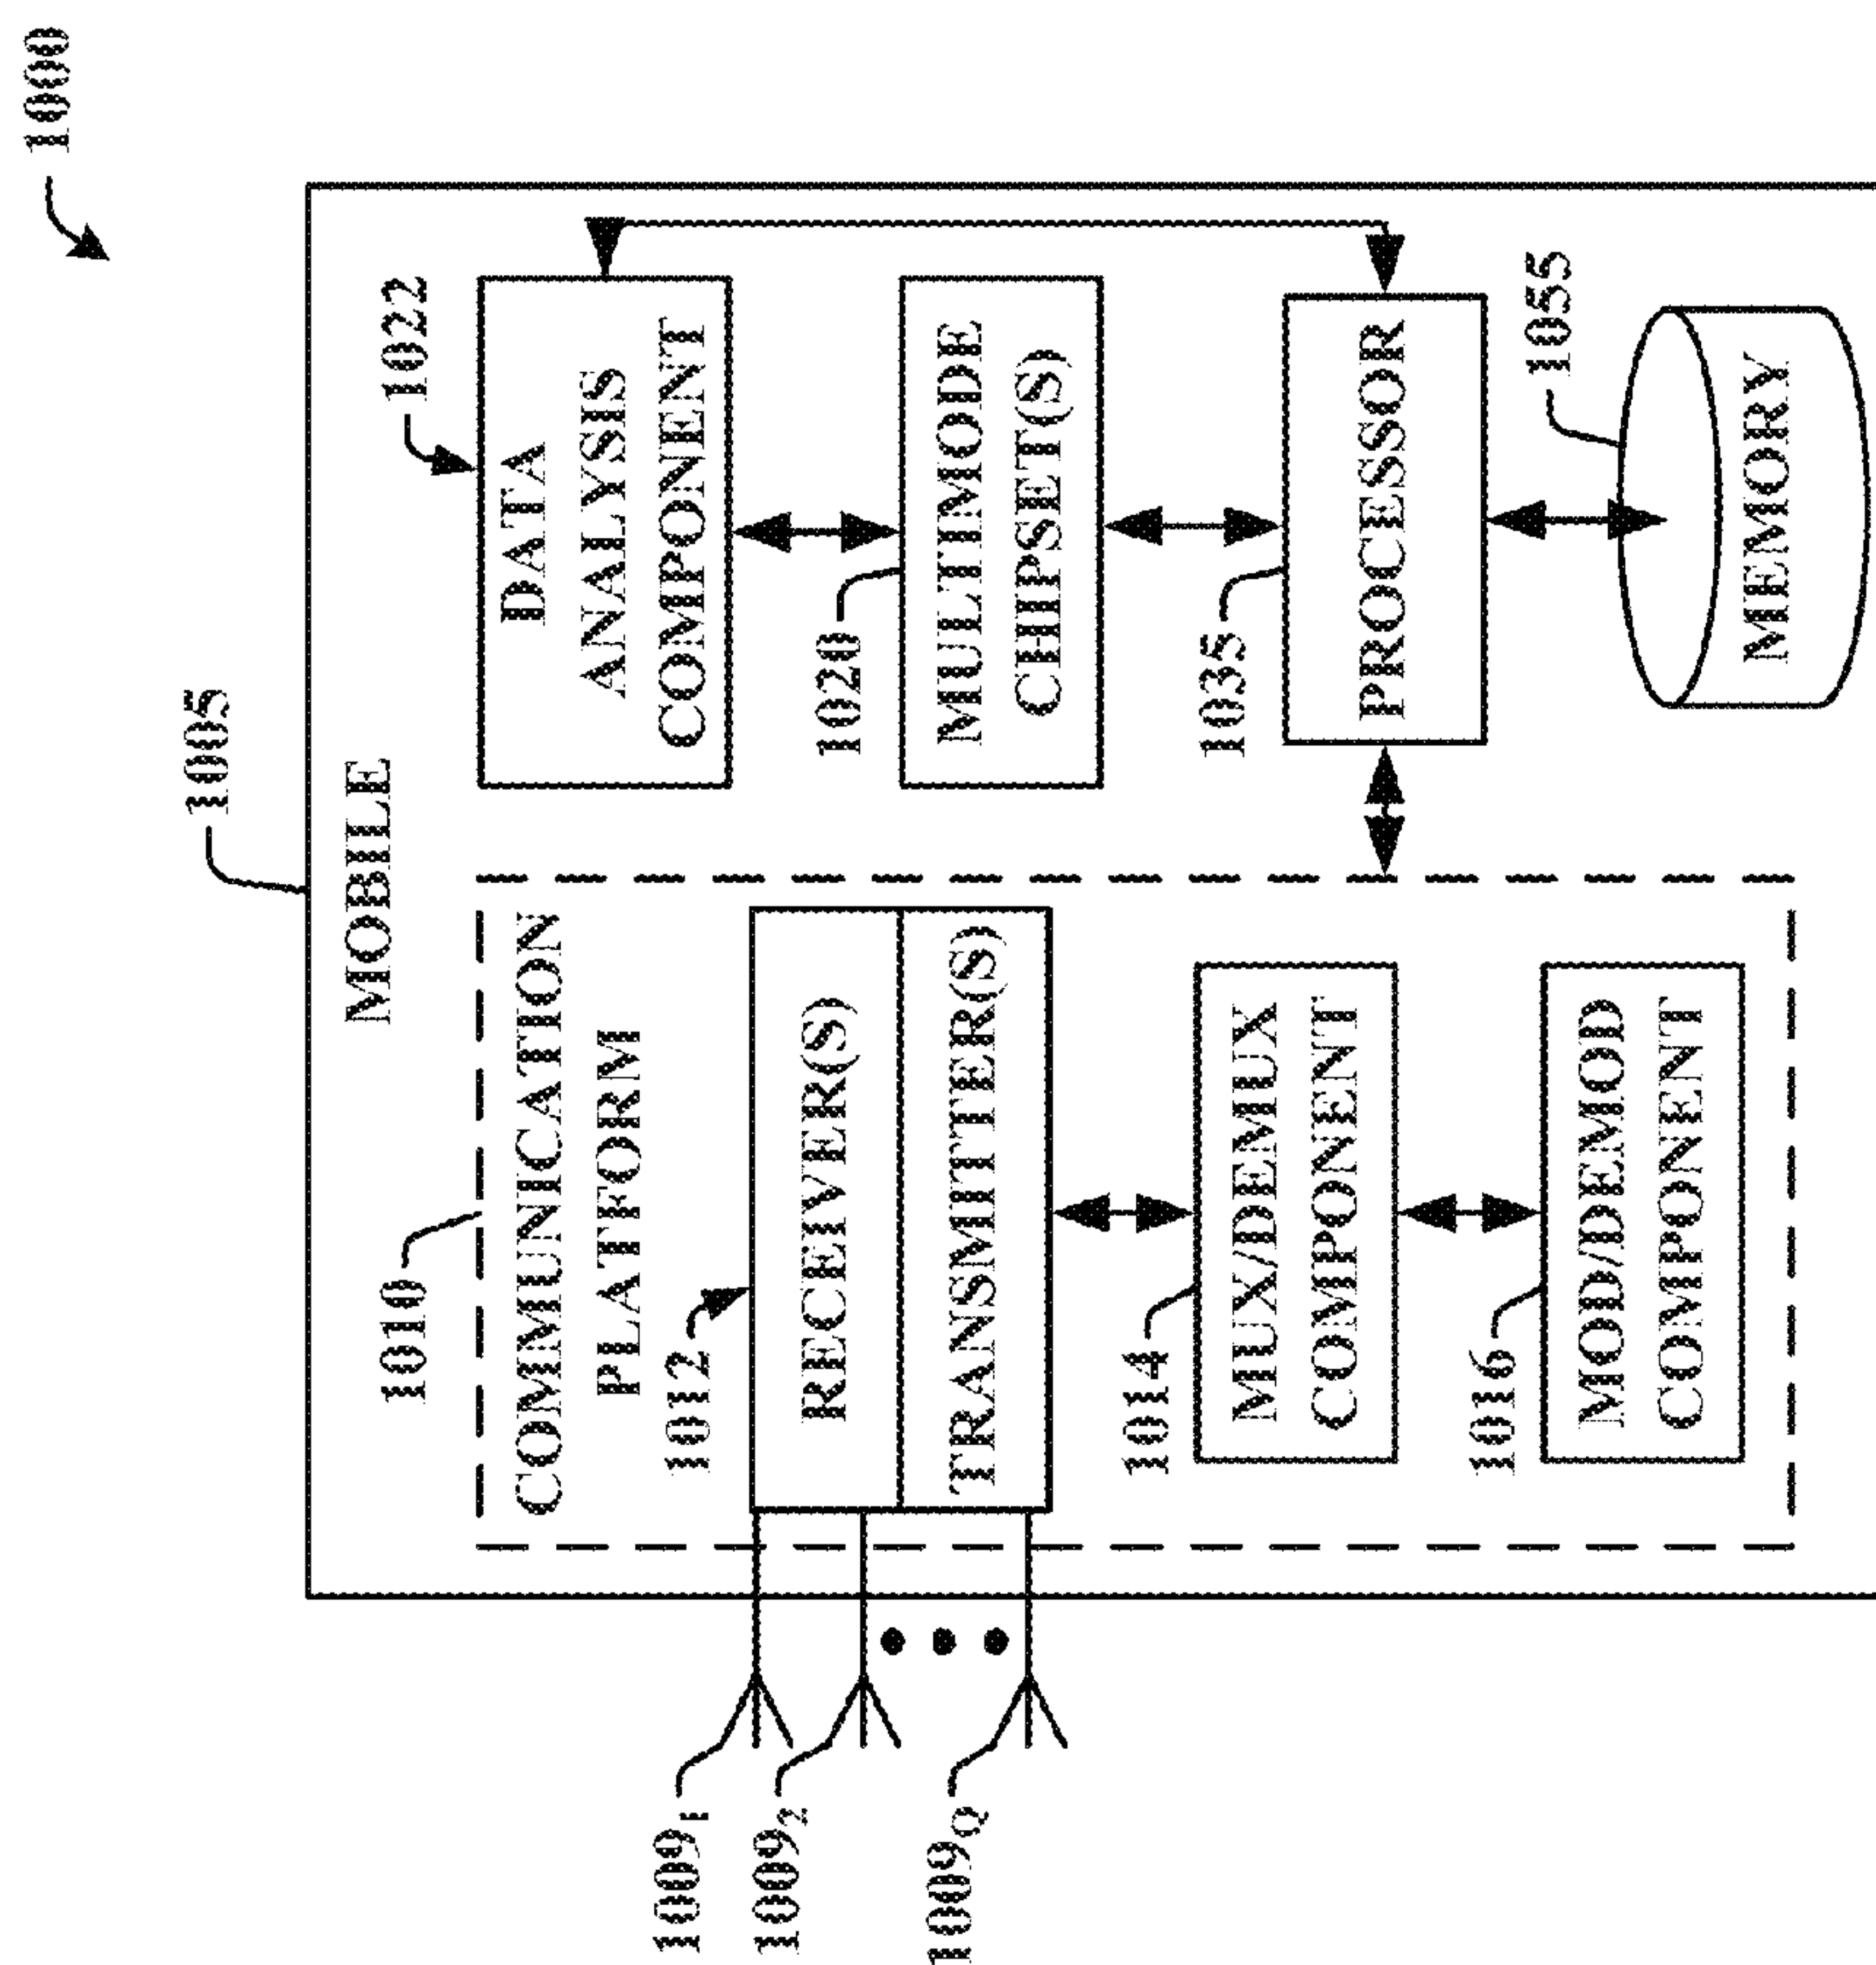 1000
1005
MOBILE
1010
COMMUNICATION
PLATFORM
1012
RECEIVER(S)
TRANSMITTER(S)
1014
MUX/DEMUX
COMPONENT
1016
MOD/DEMOD
COMPONENT
1009₁
1009₂
1009Q
1022
DATA
ANALYSIS
COMPONENT
1020
MULTIMODE
CHIPSET(S)
1035
PROCESSOR
1055
MEMORY